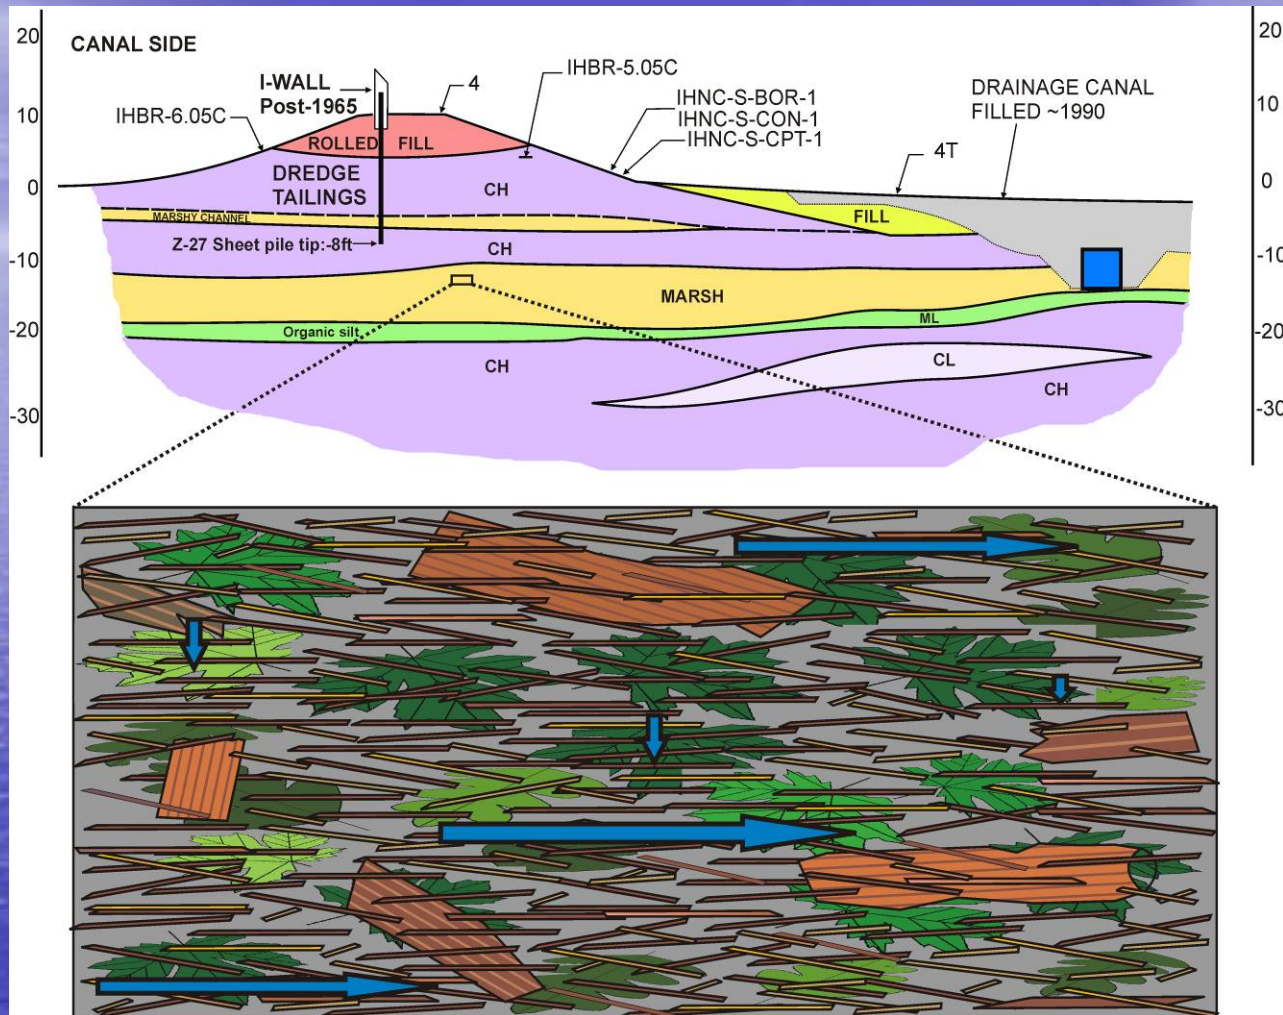 20
20
CANAL SIDE
I-WALL
Post-1965
4
IHBR-5.05C
IHNC-S-BOR-1
IHNC-S-CON-1
IHNC-S-CPT-1
DRAINAGE CANAL
FILLED ~1990
10
10
IHBR-6.05C
ROLLED FILL
4T
DREDGE
TAILINGS
CH
0
0
MARSHY CHANNEL
FILL
Z-27 Sheet pile tip:-8ft
CH
-10
-10
MARSH
-20
-20
Organic silt
ML
CH
CL
CH
-30
-30